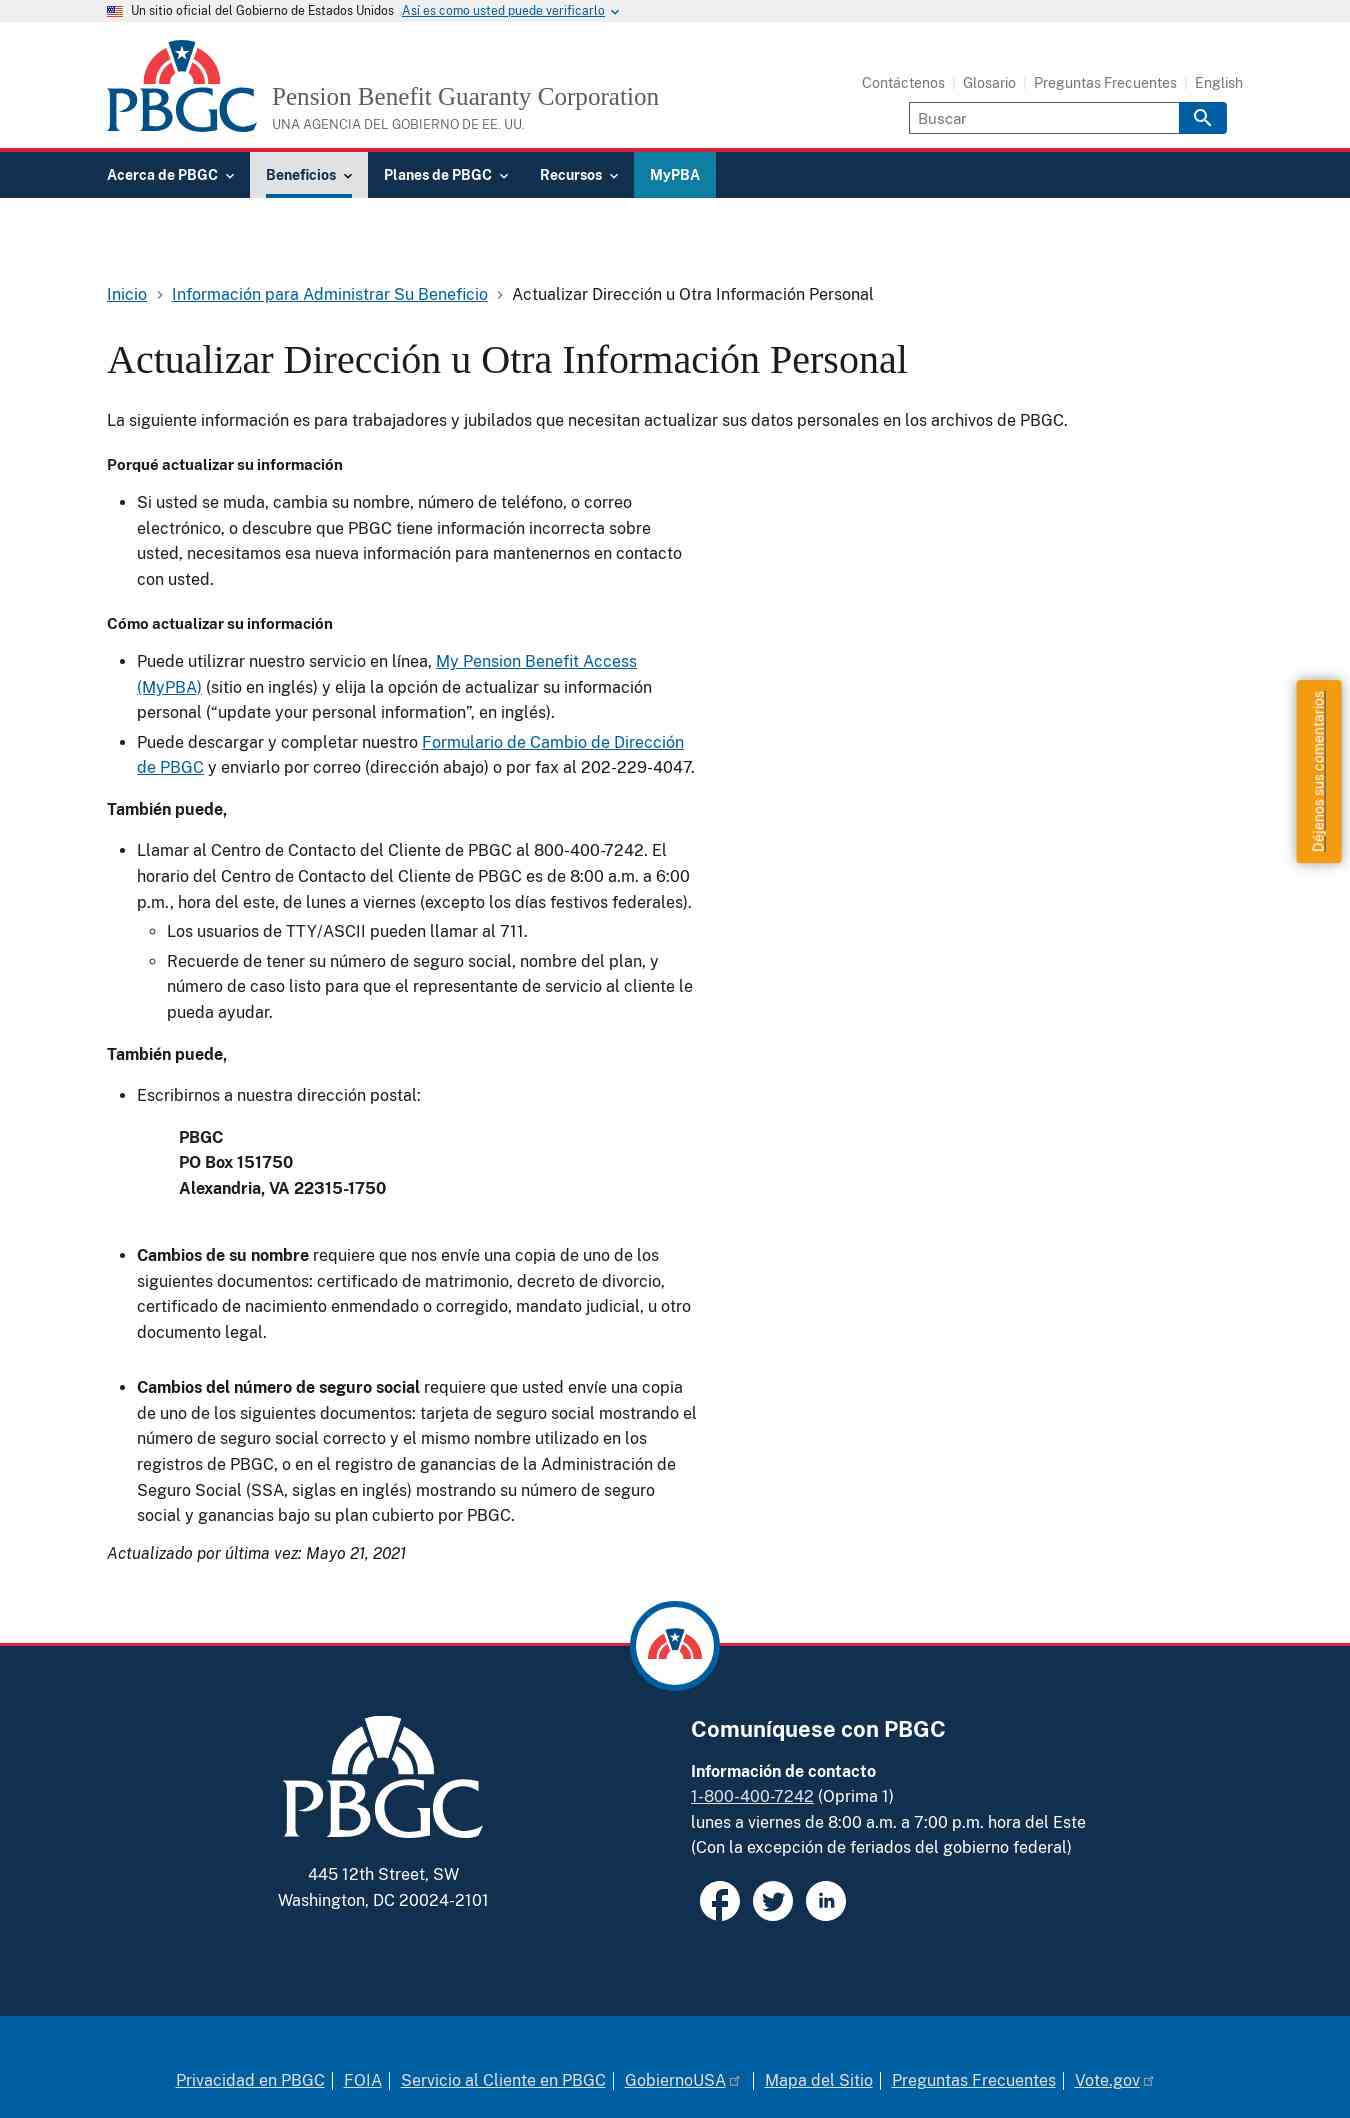 Un sitio oficial del Gobierno de Estados Unidos Así es como usted puede verificarlo
PBGC
Pension Benefit Guaranty Corporation
UNA AGENCIA DEL GOBIERNO DE EE. UU.
Contáctenos | Glosario | Preguntas Frecuentes | English
Buscar
Acerca de PBGC Beneficios Planes de PBGC Recursos MyPBA
Inicio > Información para Administrar Su Beneficio > Actualizar Dirección u Otra Información Personal
Actualizar Dirección u Otra Información Personal
La siguiente información es para trabajadores y jubilados que necesitan actualizar sus datos personales en los archivos de PBGC.
Porqué actualizar su información
• Si usted se muda, cambia su nombre, número de teléfono, o correo
electrónico, o descubre que PBGC tiene información incorrecta sobre
usted, necesitamos esa nueva información para mantenernos en contacto
con usted.
Cómo actualizar su información
• Puede utilizrar nuestro servicio en línea, My Pension Benefit Access
(MyPBA) (sitio en inglés) y elija la opción de actualizar su información
personal (“update your personal information”, en inglés).
• Puede descargar y completar nuestro Formulario de Cambio de Dirección
de PBGC y enviarlo por correo (dirección abajo) o por fax al 202-229-4047.
Déjenos sus comentarios
También puede,
• Llamar al Centro de Contacto del Cliente de PBGC al 800-400-7242. El
horario del Centro de Contacto del Cliente de PBGC es de 8:00 a.m. a 6:00
p.m., hora del este, de lunes a viernes (excepto los días festivos federales).
◦ Los usuarios de TTY/ASCII pueden llamar al 711.
◦ Recuerde de tener su número de seguro social, nombre del plan, y
número de caso listo para que el representante de servicio al cliente le
pueda ayudar.
También puede,
• Escribirnos a nuestra dirección postal:
PBGC
PO Box 151750
Alexandria, VA 22315-1750
• Cambios de su nombre requiere que nos envíe una copia de uno de los
siguientes documentos: certificado de matrimonio, decreto de divorcio,
certificado de nacimiento enmendado o corregido, mandato judicial, u otro
documento legal.
• Cambios del número de seguro social requiere que usted envíe una copia
de uno de los siguientes documentos: tarjeta de seguro social mostrando el
número de seguro social correcto y el mismo nombre utilizado en los
registros de PBGC, o en el registro de ganancias de la Administración de
Seguro Social (SSA, siglas en inglés) mostrando su número de seguro
social y ganancias bajo su plan cubierto por PBGC.
Actualizado por última vez: Mayo 21, 2021
PBGC
445 12th Street, SW
Washington, DC 20024-2101
Comuníquese con PBGC
Información de contacto
1-800-400-7242 (Oprima 1)
lunes a viernes de 8:00 a.m. a 7:00 p.m. hora del Este
(Con la excepción de feriados del gobierno federal)
in
Privacidad en PBGC | FOIA | Servicio al Cliente en PBGC | GobiernoUSA | Mapa del Sitio | Preguntas Frecuentes | Vote.gov